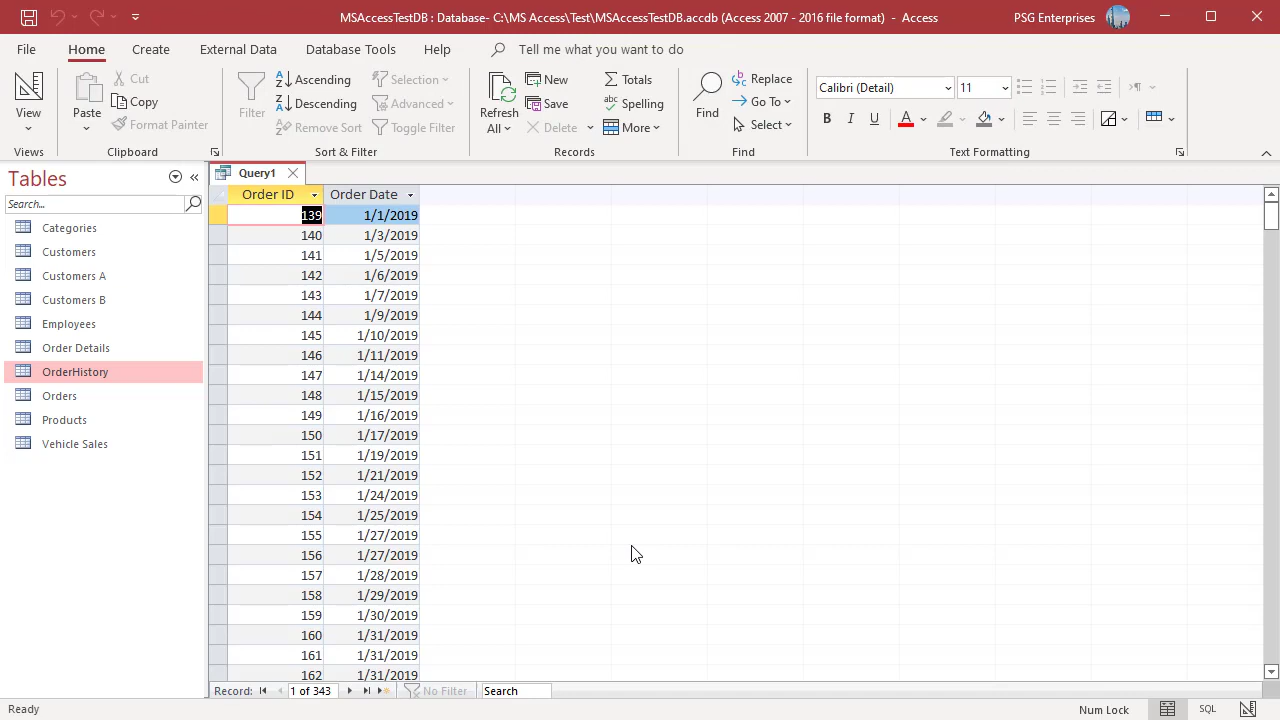 MSAccessTestDB : Database- C:\MS Access\Test\MSAccessTestDB.accdb (Access 2007 - 2016 file format) - Access
PSG Enterprises
File Home Create External Data Database Tools Help Tell me what you want to do
View
Views
Paste
Cut
Copy
Format Painter
Clipboard
Filter
Ascending
Descending
Remove Sort
Selection
Advanced
Toggle Filter
Sort & Filter
Refresh
All
New
Save
Delete
Totals
Spelling
More
Records
Find
Replace
Go To
Select
Find
Calibri (Detail) 11
B I U A
Text Formatting
Tables
Search...
Categories
Customers
Customers A
Customers B
Employees
Order Details
OrderHistory
Orders
Products
Vehicle Sales
Query1
Order ID Order Date
139 1/1/2019
140 1/3/2019
141 1/5/2019
142 1/6/2019
143 1/7/2019
144 1/9/2019
145 1/10/2019
146 1/11/2019
147 1/14/2019
148 1/15/2019
149 1/16/2019
150 1/17/2019
151 1/19/2019
152 1/21/2019
153 1/24/2019
154 1/25/2019
155 1/27/2019
156 1/27/2019
157 1/28/2019
158 1/29/2019
159 1/30/2019
160 1/31/2019
161 1/31/2019
162 1/31/2019
Record: 1 of 343 No Filter Search
Ready
Num Lock SQL